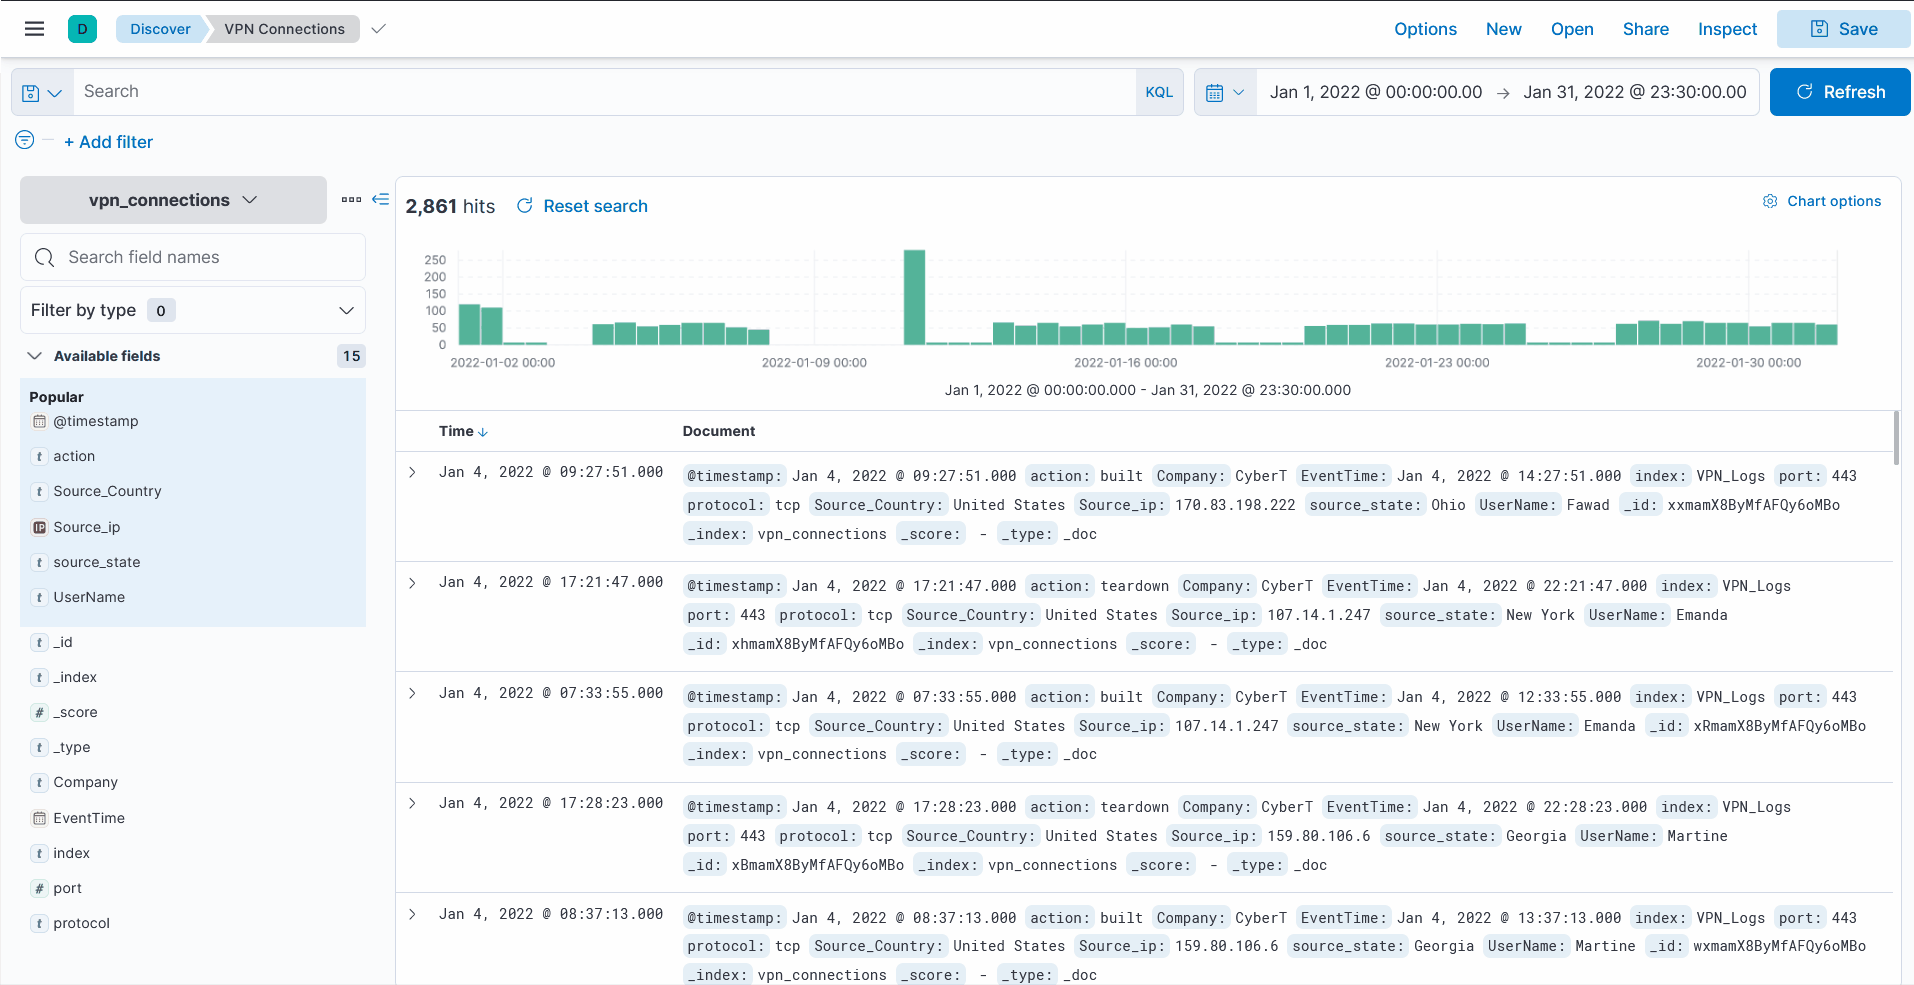 D Discover VPN Connections Options New Open Share Inspect Save
Search KQL Jan 1, 2022 @ 00:00:00.00 → Jan 31, 2022 @ 23:30:00.00 Refresh
+ Add filter
vpn_connections
Search field names
Filter by type 0
Available fields 15
Popular
@timestamp
t action
t Source_Country
IP Source_ip
t source_state
t UserName
t _id
t _index
# _score
t _type
t Company
EventTime
t index
# port
t protocol
2,861 hits Reset search Chart options
250
200
150
100
50
0
2022-01-02 00:00 2022-01-09 00:00 2022-01-16 00:00 2022-01-23 00:00 2022-01-30 00:00
Jan 1, 2022 @ 00:00:00.000 - Jan 31, 2022 @ 23:30:00.000
Time ↓ Document
Jan 4, 2022 @ 09:27:51.000 @timestamp: Jan 4, 2022 @ 09:27:51.000 action: built Company: CyberT EventTime: Jan 4, 2022 @ 14:27:51.000 index: VPN_Logs port: 443
protocol: tcp Source_Country: United States Source_ip: 170.83.198.222 source_state: Ohio UserName: Fawad _id: xxmamX8ByMfAFQy6oMBo
_index: vpn_connections _score: - _type: _doc
Jan 4, 2022 @ 17:21:47.000 @timestamp: Jan 4, 2022 @ 17:21:47.000 action: teardown Company: CyberT EventTime: Jan 4, 2022 @ 22:21:47.000 index: VPN_Logs
port: 443 protocol: tcp Source_Country: United States Source_ip: 107.14.1.247 source_state: New York UserName: Emanda
_id: xhmamX8ByMfAFQy6oMBo _index: vpn_connections _score: - _type: _doc
Jan 4, 2022 @ 07:33:55.000 @timestamp: Jan 4, 2022 @ 07:33:55.000 action: built Company: CyberT EventTime: Jan 4, 2022 @ 12:33:55.000 index: VPN_Logs port: 443
protocol: tcp Source_Country: United States Source_ip: 107.14.1.247 source_state: New York UserName: Emanda _id: xRmamX8ByMfAFQy6oMBo
_index: vpn_connections _score: - _type: _doc
Jan 4, 2022 @ 17:28:23.000 @timestamp: Jan 4, 2022 @ 17:28:23.000 action: teardown Company: CyberT EventTime: Jan 4, 2022 @ 22:28:23.000 index: VPN_Logs
port: 443 protocol: tcp Source_Country: United States Source_ip: 159.80.106.6 source_state: Georgia UserName: Martine
_id: xBmamX8ByMfAFQy6oMBo _index: vpn_connections _score: - _type: _doc
Jan 4, 2022 @ 08:37:13.000 @timestamp: Jan 4, 2022 @ 08:37:13.000 action: built Company: CyberT EventTime: Jan 4, 2022 @ 13:37:13.000 index: VPN_Logs port: 443
protocol: tcp Source_Country: United States Source_ip: 159.80.106.6 source_state: Georgia UserName: Martine _id: wxmamX8ByMfAFQy6oMBo
_index: vpn_connections _score: - _type: _doc